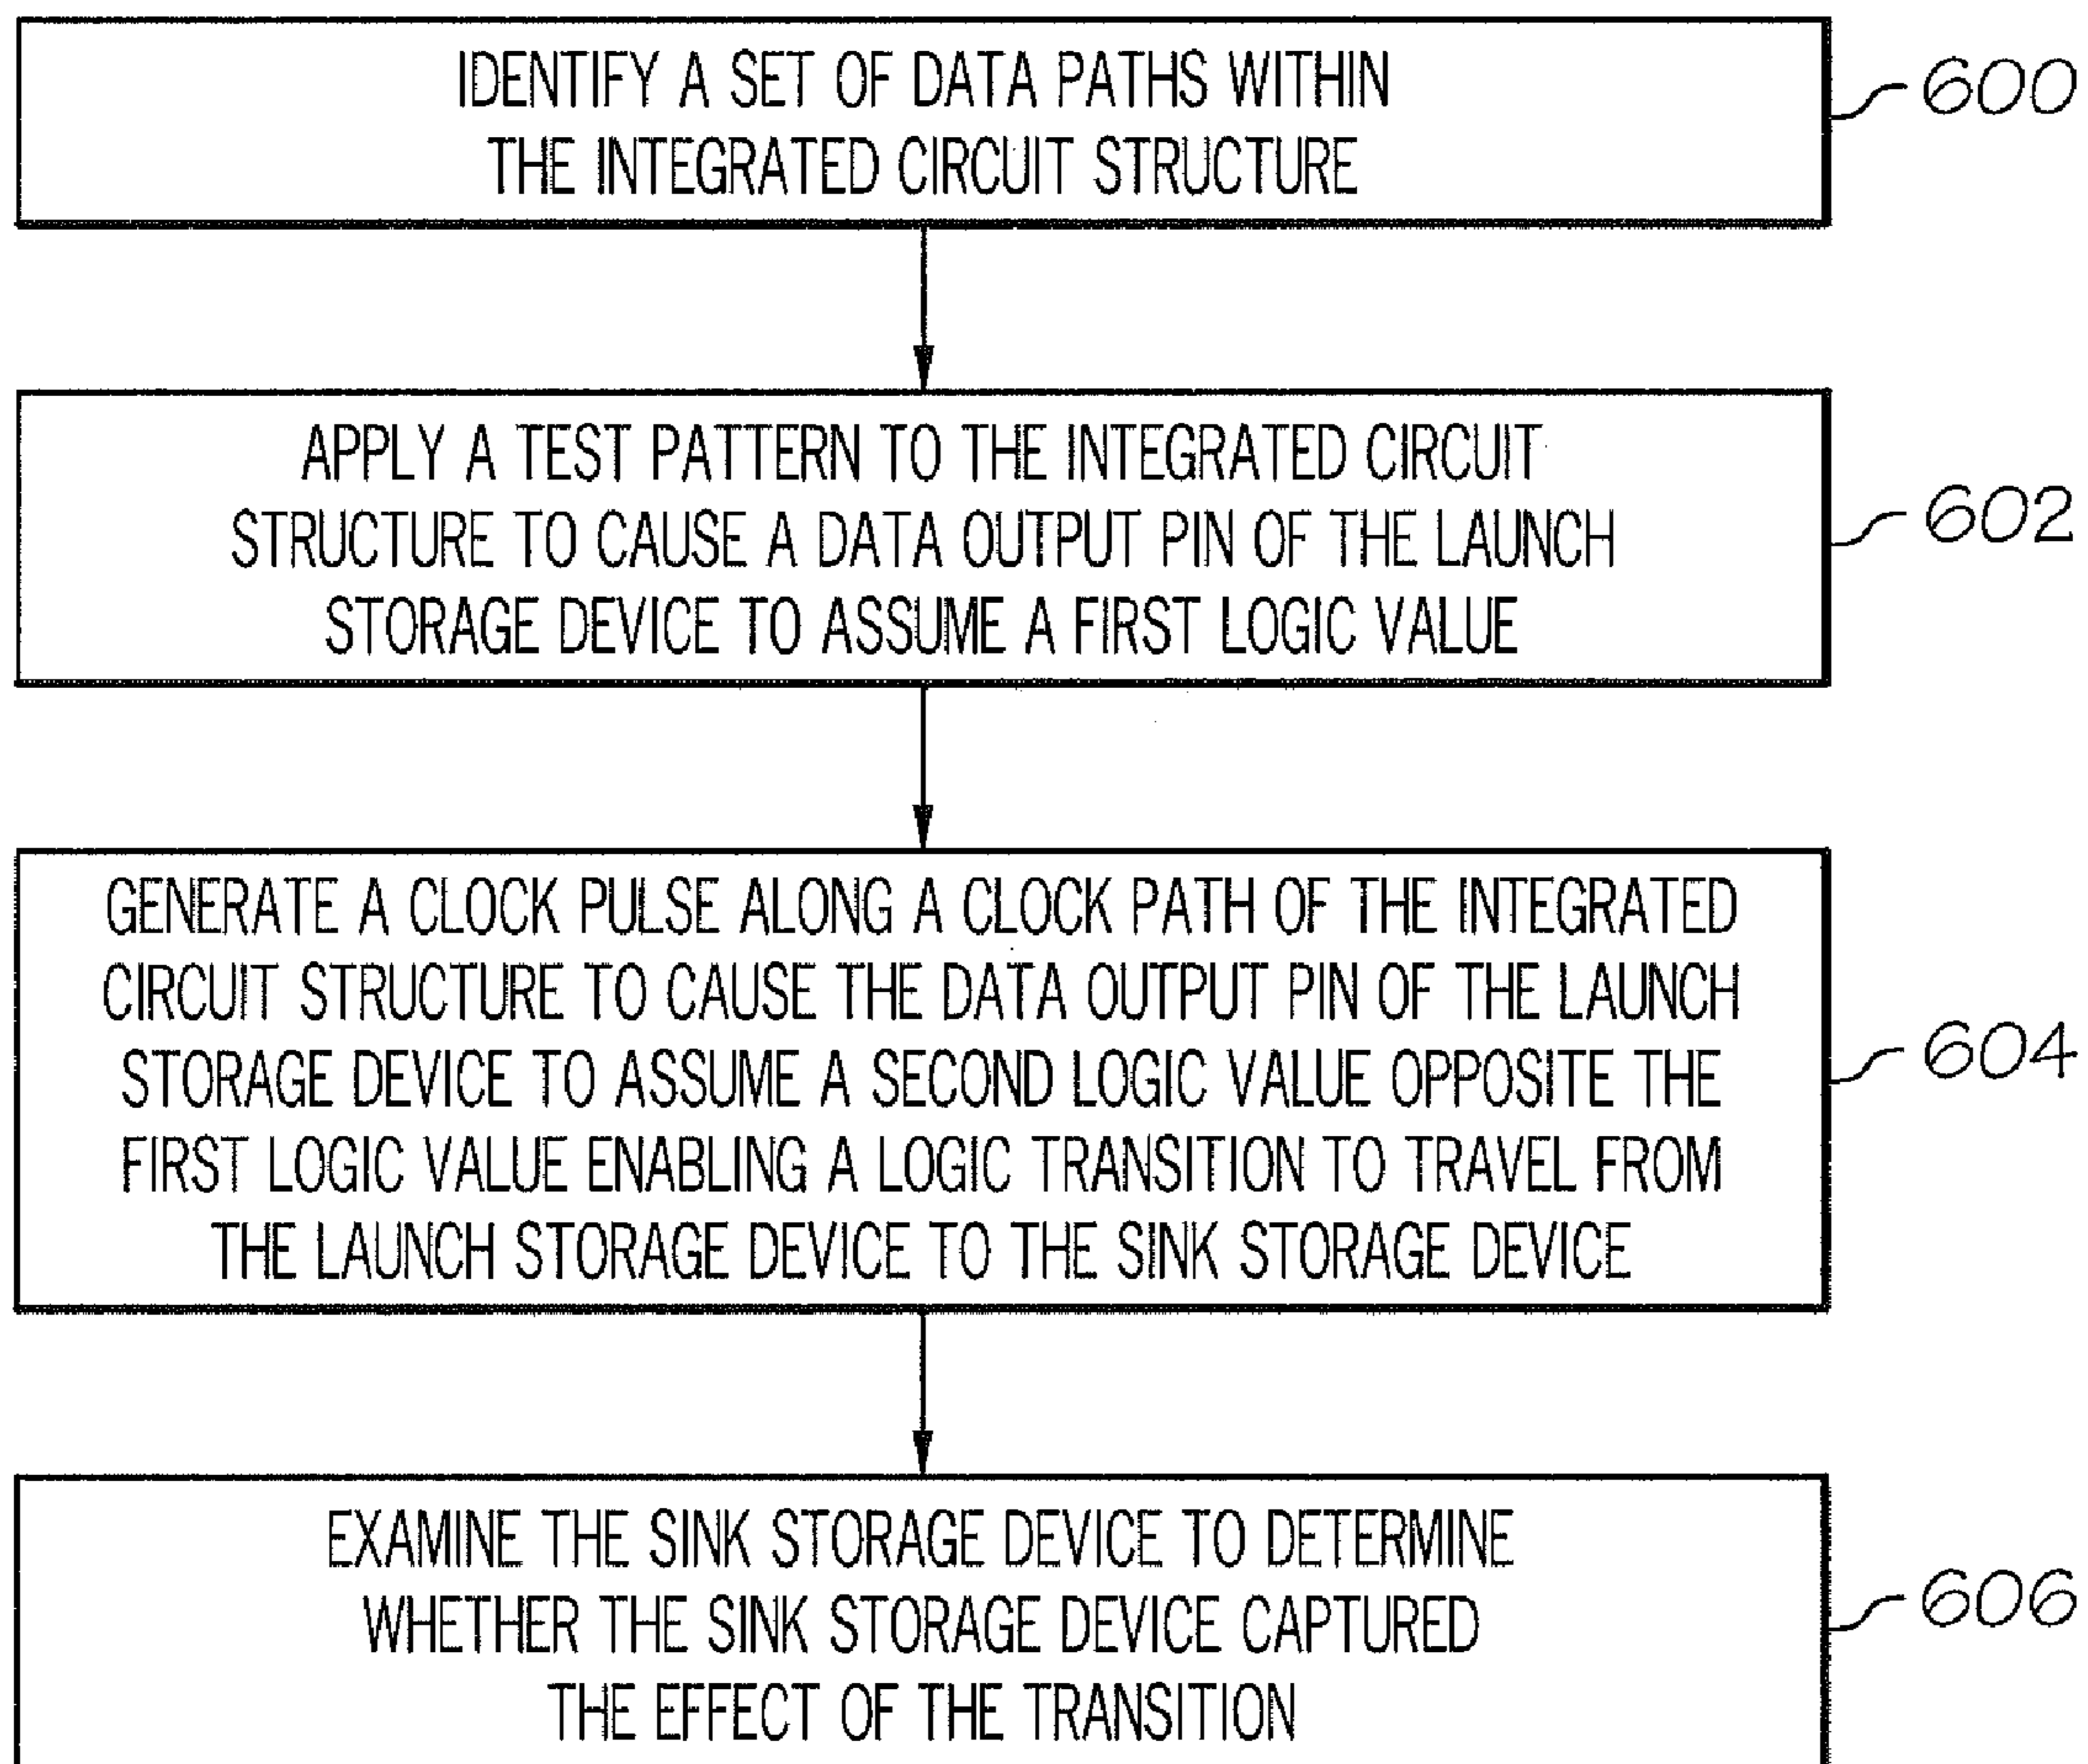 IDENTIFY A SET OF DATA PATHS WITHIN
THE INTEGRATED CIRCUIT STRUCTURE
600
APPLY A TEST PATTERN TO THE INTEGRATED CIRCUIT
STRUCTURE TO CAUSE A DATA OUTPUT PIN OF THE LAUNCH
STORAGE DEVICE TO ASSUME A FIRST LOGIC VALUE
602
GENERATE A CLOCK PULSE ALONG A CLOCK PATH OF THE INTEGRATED
CIRCUIT STRUCTURE TO CAUSE THE DATA OUTPUT PIN OF THE LAUNCH
STORAGE DEVICE TO ASSUME A SECOND LOGIC VALUE OPPOSITE THE
FIRST LOGIC VALUE ENABLING A LOGIC TRANSITION TO TRAVEL FROM
THE LAUNCH STORAGE DEVICE TO THE SINK STORAGE DEVICE
604
EXAMINE THE SINK STORAGE DEVICE TO DETERMINE
WHETHER THE SINK STORAGE DEVICE CAPTURED
THE EFFECT OF THE TRANSITION
606